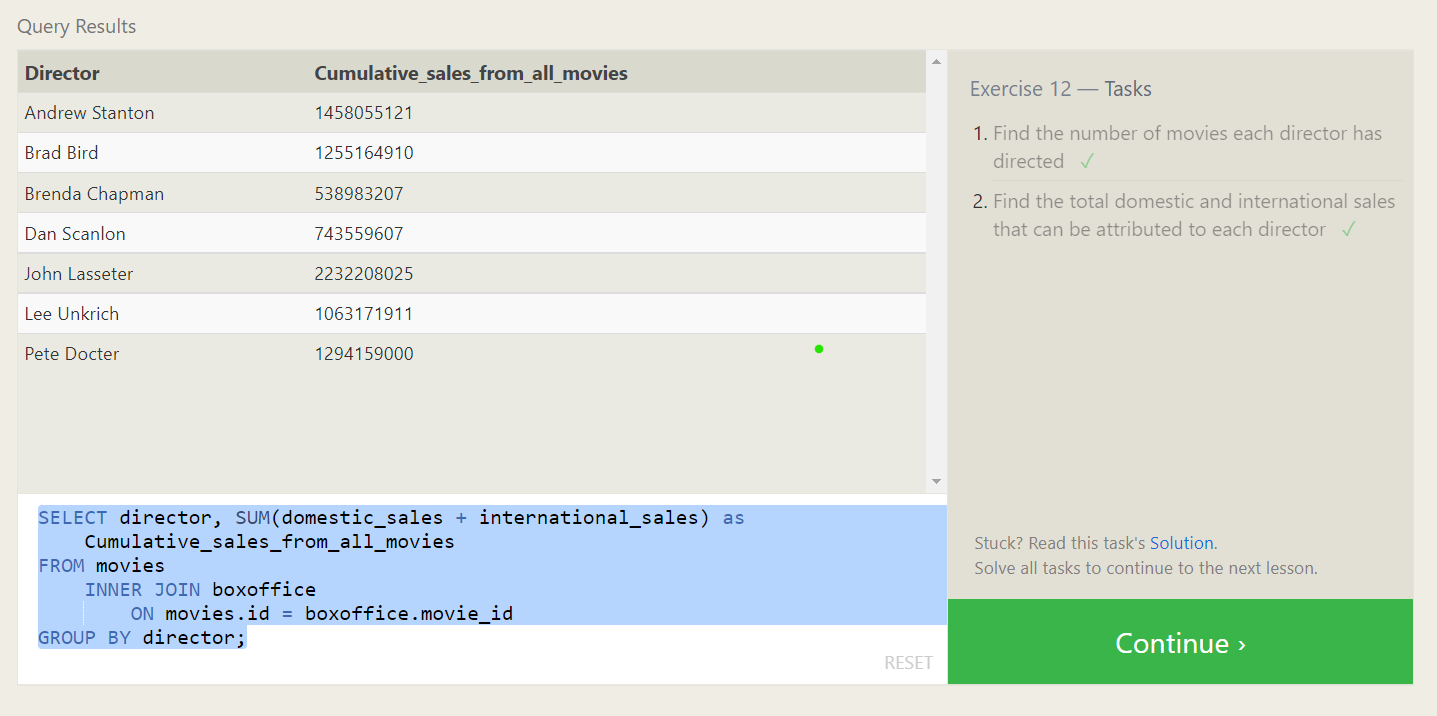 Query Results
Director Cumulative_sales_from_all_movies
Andrew Stanton 1458055121
Brad Bird 1255164910
Brenda Chapman 538983207
Dan Scanlon 743559607
John Lasseter 2232208025
Lee Unkrich 1063171911
Pete Docter 1294159000
SELECT director, SUM(domestic_sales + international_sales) as
Cumulative_sales_from_all_movies
FROM movies
INNER JOIN boxoffice
ON movies.id = boxoffice.movie_id
GROUP BY director;
RESET
Exercise 12 — Tasks
1. Find the number of movies each director has
directed ✓
2. Find the total domestic and international sales
that can be attributed to each director ✓
Stuck? Read this task's Solution.
Solve all tasks to continue to the next lesson.
Continue ›